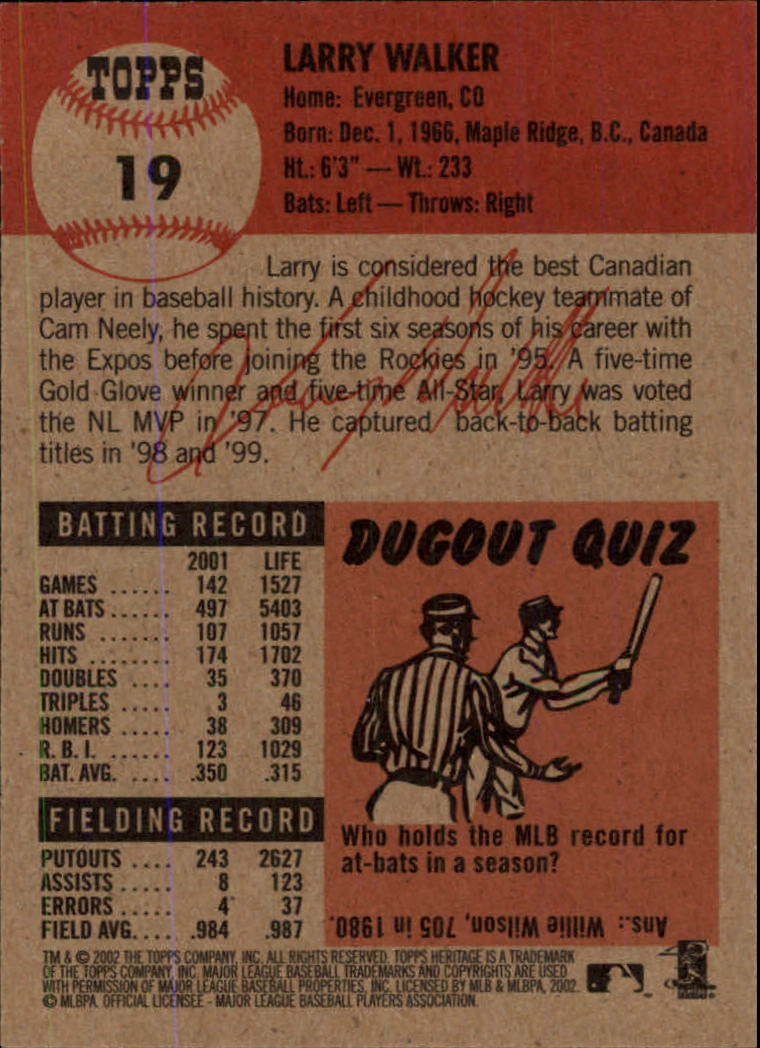 TOPPS
19
LARRY WALKER
Home: Evergreen, CO
Born: Dec. 1, 1966, Maple Ridge, B.C., Canada
Ht.: 6'3" — Wt.: 233
Bats: Left — Throws: Right
Larry is considered the best Canadian
player in baseball history. A childhood hockey teammate of
Cam Neely, he spent the first six seasons of his career with
the Expos before joining the Rockies in '95. A five-time
Gold Glove winner and five-time All-Star, Larry was voted
the NL MVP in '97. He captured back-to-back batting
titles in '98 and '99.
Larry Walker
BATTING RECORD
2001 LIFE
GAMES ...... 142 1527
AT BATS ...... 497 5403
RUNS ....... 107 1057
HITS ........ 174 1702
DOUBLES .... 35 370
TRIPLES ..... 3 46
HOMERS ..... 38 309
R. B. I. ...... 123 1029
BAT. AVG. .... .350 .315
FIELDING RECORD
PUTOUTS .... 243 2627
ASSISTS ..... 8 123
ERRORS ..... 4 37
FIELD AVG. ... .984 .987
DUGOUT QUIZ
Who holds the MLB record for
at-bats in a season?
Ans.: Willie Wilson, 705 in 1980.
TM & © 2002 THE TOPPS COMPANY, INC. ALL RIGHTS RESERVED. TOPPS HERITAGE IS A TRADEMARK
OF THE TOPPS COMPANY, INC. MAJOR LEAGUE BASEBALL TRADEMARKS AND COPYRIGHTS ARE USED
WITH PERMISSION OF MAJOR LEAGUE BASEBALL PROPERTIES, INC. LICENSED BY MLB & MLBPA, 2002.
© MLBPA. OFFICIAL LICENSEE - MAJOR LEAGUE BASEBALL PLAYERS ASSOCIATION.